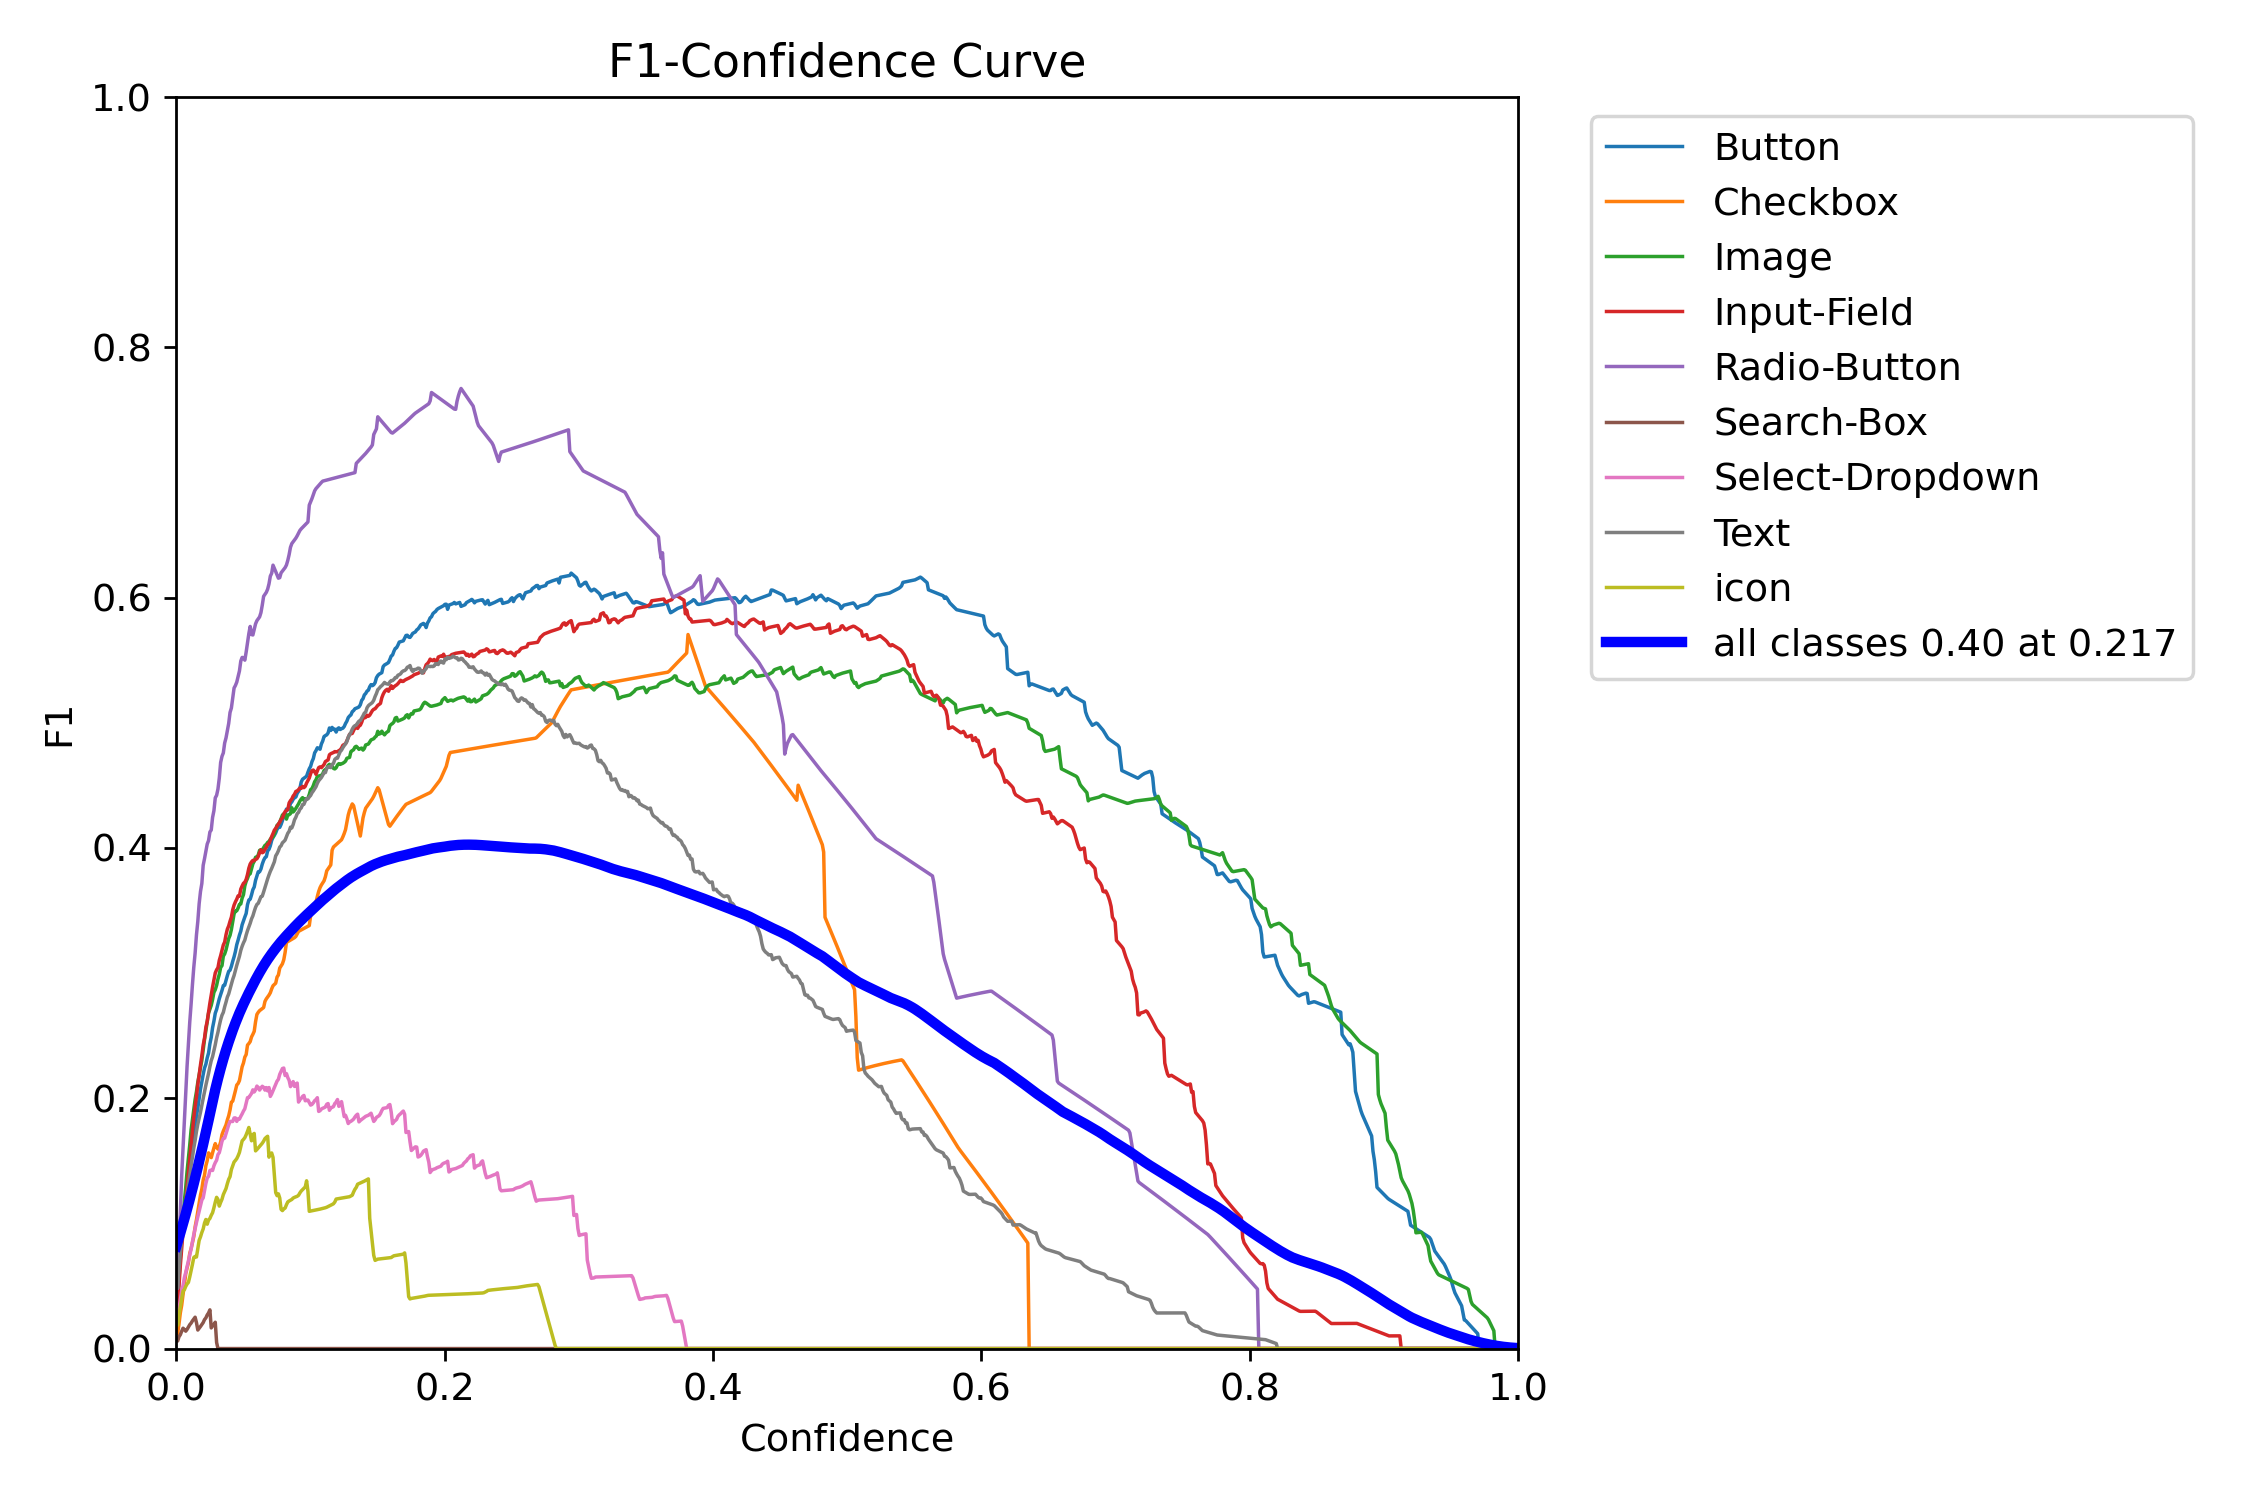 F1-Confidence Curve
1.0
0.8
0.6
0.4
0.2
0.0
F1
0.0 0.2 0.4 0.6 0.8 1.0
Confidence
Button
Checkbox
Image
Input-Field
Radio-Button
Search-Box
Select-Dropdown
Text
icon
all classes 0.40 at 0.217